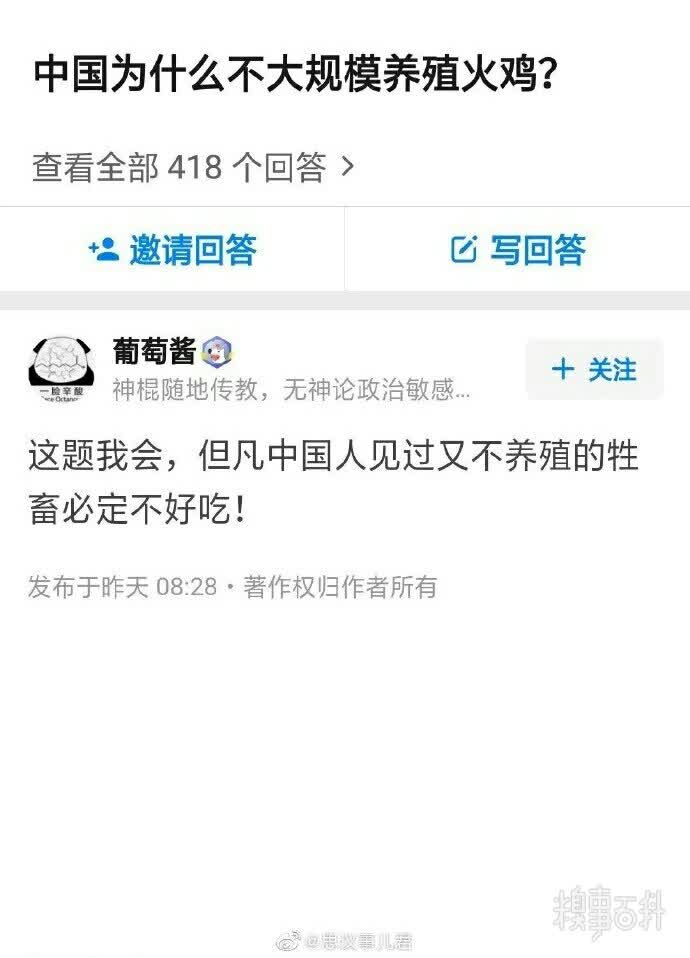 中国为什么不大规模养殖火鸡？
查看全部 418 个回答 >
邀请回答
写回答
葡萄酱
关注
神棍随地传教，无神论政治敏感...
一脸辛酸
这题我会，但凡中国人见过又不养殖的牲
畜必定不好吃！
发布于昨天 08:28 · 著作权归作者所有
糗事百科